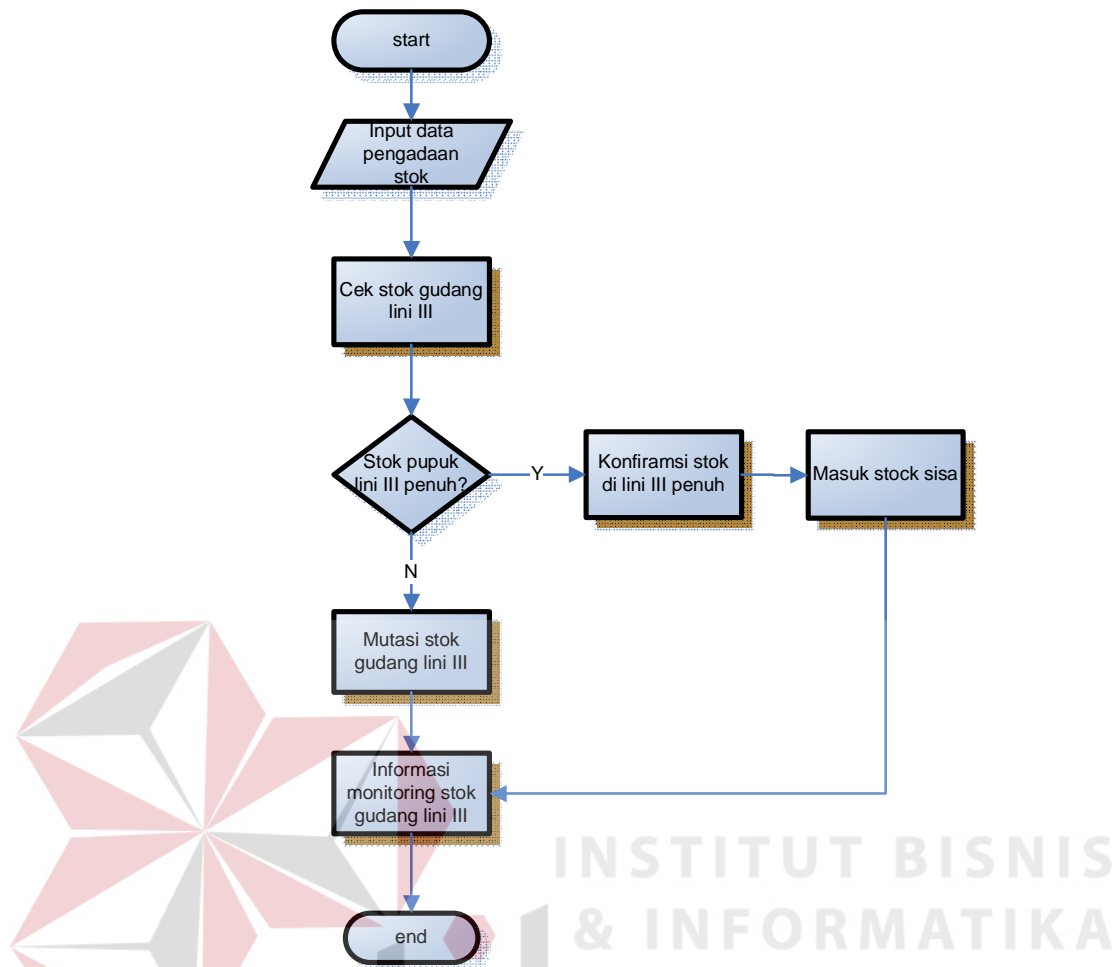 start
Input data
pengadaan
stok
Cek stok gudang
lini III
Stok pupuk
lini III penuh?
Y
Konfiramsi stok
di lini III penuh
Masuk stock sisa
N
Mutasi stok
gudang lini III
Informasi
monitoring stok
gudang lini III
end
INSTITUT BISNIS
& INFORMATIKA